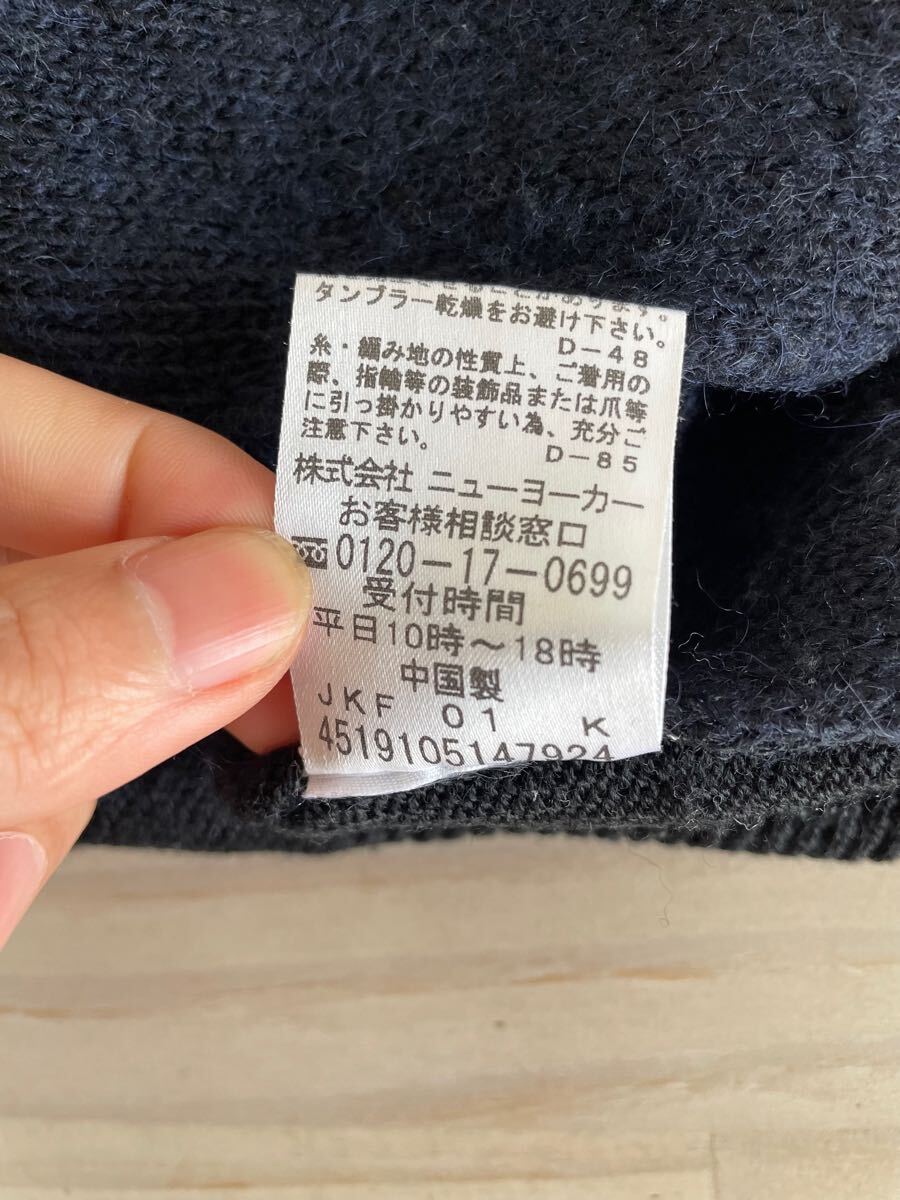 タンブラー乾燥をお避け下さい。
D-48
糸・編み地の性質上、ご着用の
際、指輪等の装飾品または爪等
に引っ掛かりやすい為、充分ご
注意下さい。 D-85
株式会社 ニューヨーカー
お客様相談窓口
0120-17-0699
受付時間
平日10時～18時
中国製
JKF 01 K
4519105147924